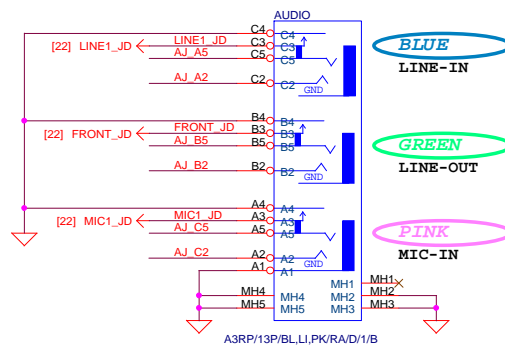 AUDIO
C4 C4
[22] LINE1_JD LINE1_JD C3 C3
AJ_A5 C5 C5
BLUE
LINE-IN
AJ_A2 C2 C2
GND
B4 B4
[22] FRONT_JD FRONT_JD B3 B3
AJ_B5 B5 B5
GREEN
LINE-OUT
AJ_B2 B2 B2
GND
A4 A4
[22] MIC1_JD MIC1_JD A3 A3
AJ_C5 A5 A5
PINK
MIC-IN
AJ_C2 A2 A2
GND
A1 A1
MH1 MH1
MH4 MH4 MH2 MH2
MH5 MH5 MH3 MH3
A3RP/13P/BL,LI,PK/RA/D/1/B